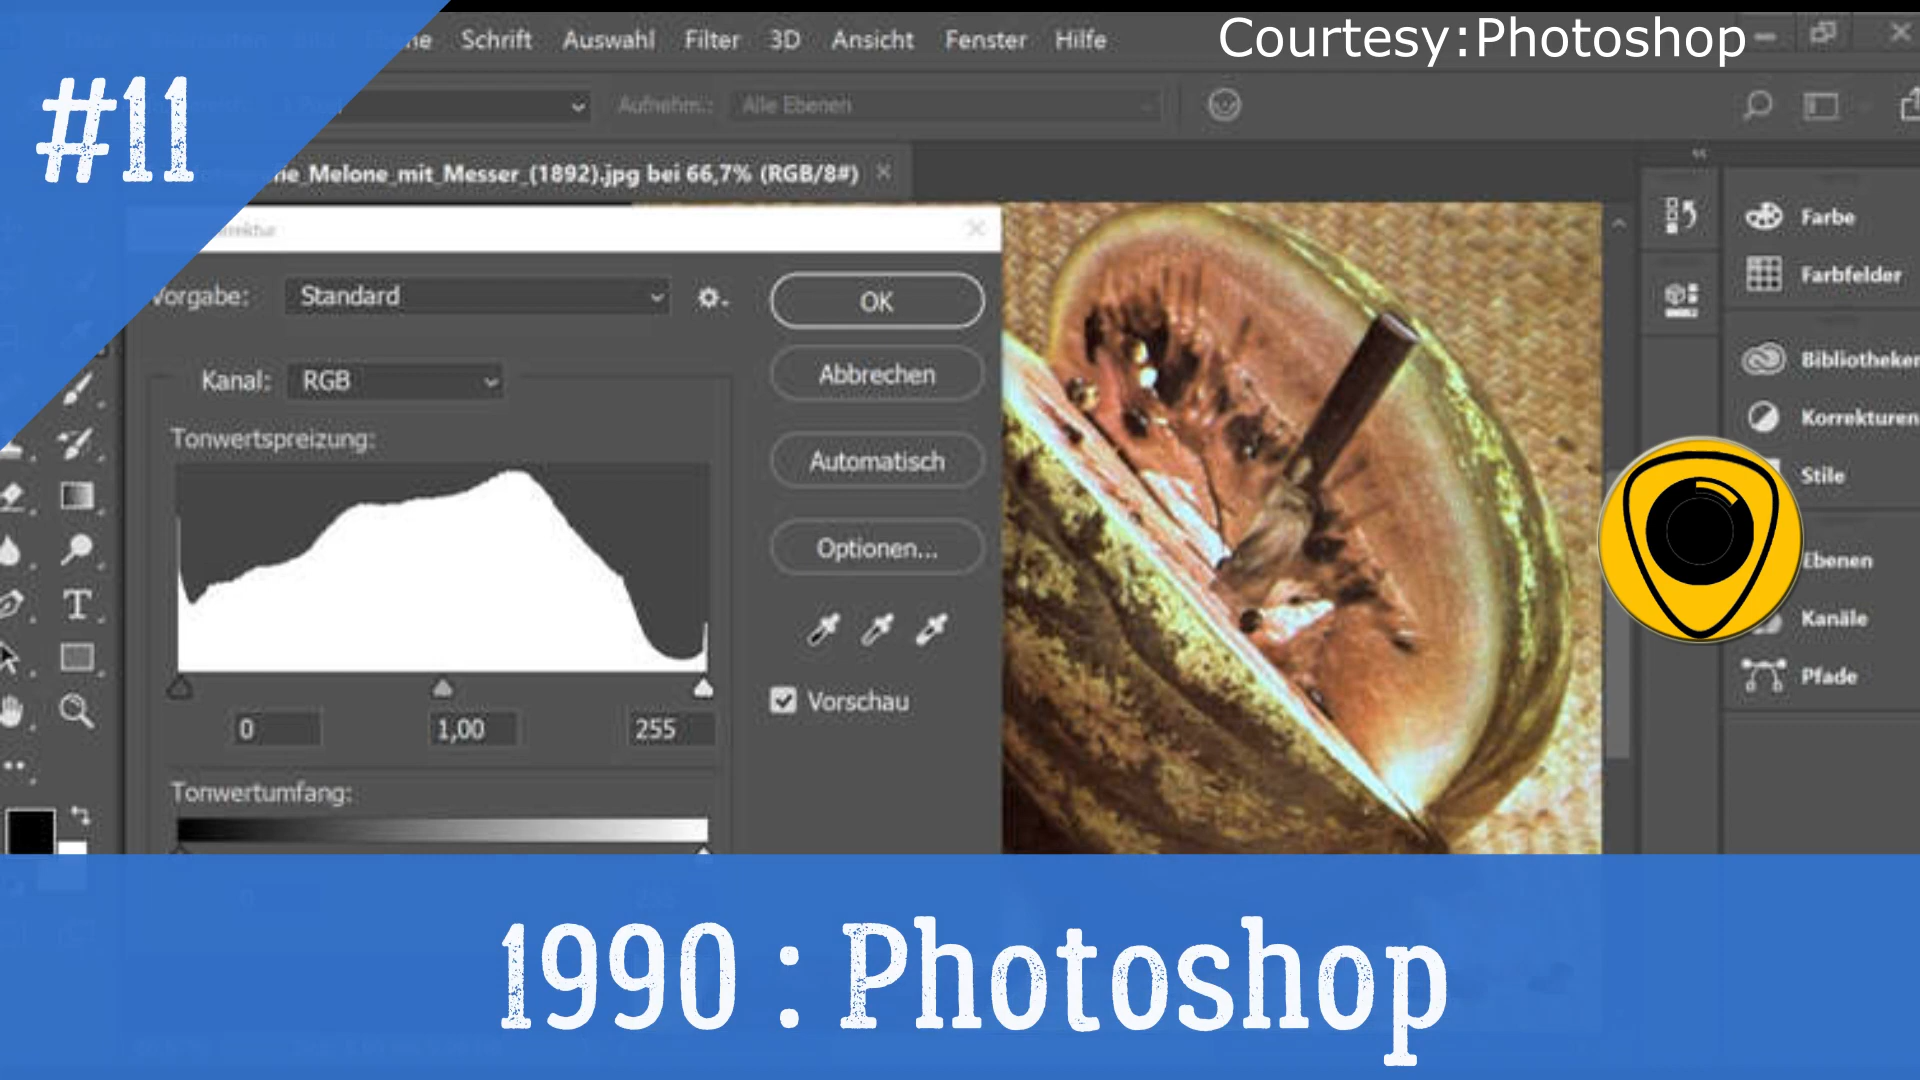 Schrift Auswahl Filter 3D Ansicht Fenster Hilfe
Courtesy:Photoshop
#11
Aufnehm.: Alle Ebenen
Melone_mit_Messer_(1892).jpg bei 66,7% (RGB/8#)
Vorgabe: Standard
OK
Abbrechen
Kanal: RGB
Automatisch
Tonwertspreizung:
Optionen...
Vorschau
0 1,00 255
Tonwertumfang:
Farbe
Farbfelder
Bibliotheken
Korrekturen
Stile
Ebenen
Kanäle
Pfade
1990 : Photoshop